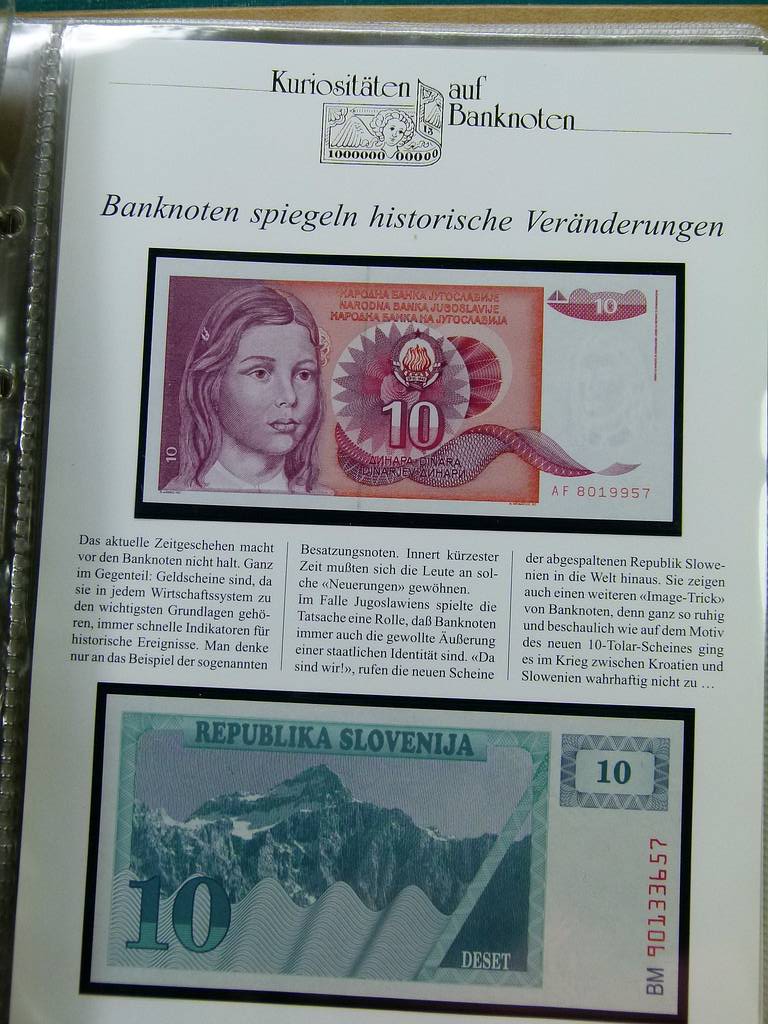 Kuriositäten auf
Banknoten
15
1000000 00000
Banknoten spiegeln historische Veränderungen
НАРОДНА БАНКА ЈУГОСЛАВИЈЕ
NARODNA BANKA JUGOSLAVIJE
НАРОДНА БАНКА НА ЈУГОСЛАВИЈА
10
10
10
ДИНАРА·DINARA
DINARJEV·ДИНАРИ
AF 8019957
Das aktuelle Zeitgeschehen macht
vor den Banknoten nicht halt. Ganz
im Gegenteil: Geldscheine sind, da
sie in jedem Wirtschaftssystem zu
den wichtigsten Grundlagen gehö-
ren, immer schnelle Indikatoren für
historische Ereignisse. Man denke
nur an das Beispiel der sogenannten
Besatzungsnoten. Innert kürzester
Zeit mußten sich die Leute an sol-
che «Neuerungen» gewöhnen.
Im Falle Jugoslawiens spielte die
Tatsache eine Rolle, daß Banknoten
immer auch die gewollte Äußerung
einer staatlichen Identität sind. «Da
sind wir!», rufen die neuen Scheine
der abgespaltenen Republik Slowe-
nien in die Welt hinaus. Sie zeigen
auch einen weiteren «Image-Trick»
von Banknoten, denn ganz so ruhig
und beschaulich wie auf dem Motiv
des neuen 10-Tolar-Scheines ging
es im Krieg zwischen Kroatien und
Slowenien wahrhaftig nicht zu …
REPUBLIKA SLOVENIJA
10
10
DESET
BM 90133657